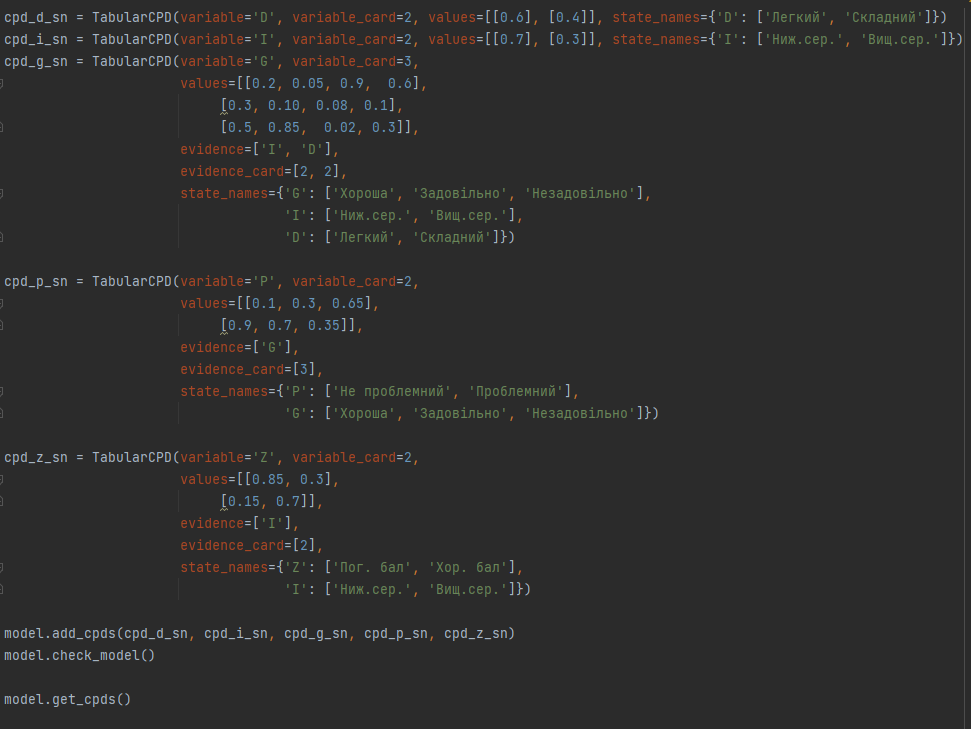 cpd_d_sn = TabularCPD(variable='D', variable_card=2, values=[[0.6], [0.4]], state_names={'D': ['Легкий', 'Складний']})
cpd_i_sn = TabularCPD(variable='I', variable_card=2, values=[[0.7], [0.3]], state_names={'I': ['Ниж.сер.', 'Вищ.сер.']})
cpd_g_sn = TabularCPD(variable='G', variable_card=3,
                      values=[[0.2, 0.05, 0.9,  0.6],
                           [0.3, 0.10, 0.08, 0.1],
                           [0.5, 0.85,  0.02, 0.3]],
                      evidence=['I', 'D'],
                      evidence_card=[2, 2],
                      state_names={'G': ['Хороша', 'Задовільно', 'Незадовільно'],
                                   'I': ['Ниж.сер.', 'Вищ.сер.'],
                                   'D': ['Легкий', 'Складний']})
cpd_p_sn = TabularCPD(variable='P', variable_card=2,
                      values=[[0.1, 0.3, 0.65],
                           [0.9, 0.7, 0.35]],
                      evidence=['G'],
                      evidence_card=[3],
                      state_names={'P': ['Не проблемний', 'Проблемний'],
                                   'G': ['Хороша', 'Задовільно', 'Незадовільно']})
cpd_z_sn = TabularCPD(variable='Z', variable_card=2,
                      values=[[0.85, 0.3],
                           [0.15, 0.7]],
                      evidence=['I'],
                      evidence_card=[2],
                      state_names={'Z': ['Пог. бал', 'Хор. бал'],
                                   'I': ['Ниж.сер.', 'Вищ.сер.']})
model.add_cpds(cpd_d_sn, cpd_i_sn, cpd_g_sn, cpd_p_sn, cpd_z_sn)
model.check_model()
model.get_cpds()